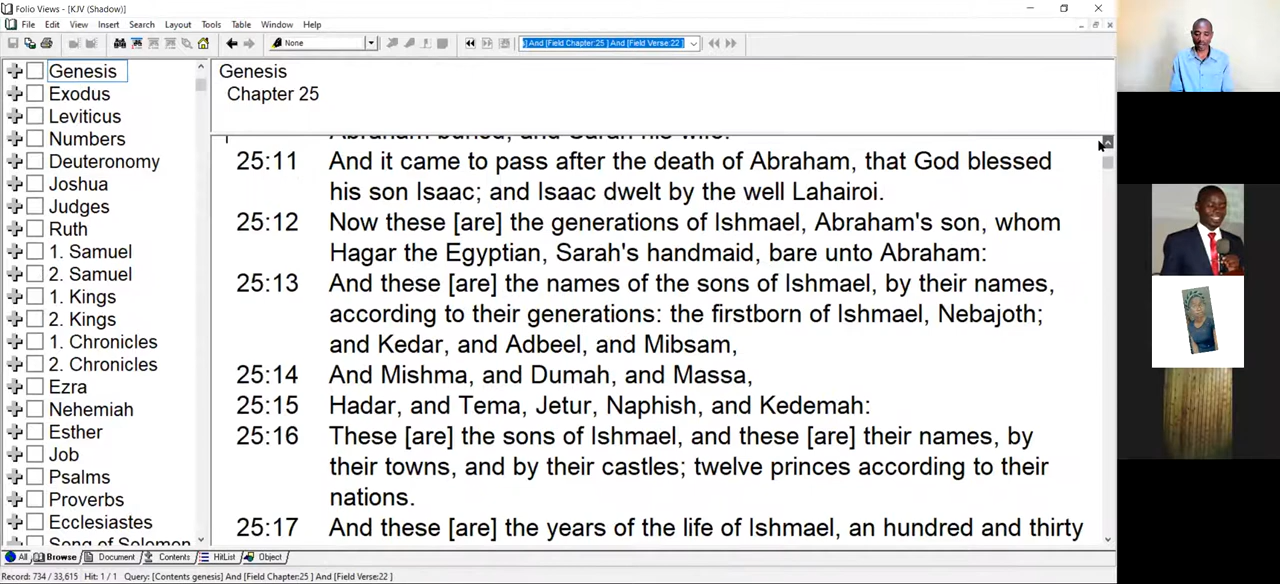 Folio Views - [KJV (Shadow)]
File Edit View Insert Search Layout Tools Table Window Help
None
] And [Field Chapter:25 ] And [Field Verse:22 ]
Genesis
Exodus
Leviticus
Numbers
Deuteronomy
Joshua
Judges
Ruth
1. Samuel
2. Samuel
1. Kings
2. Kings
1. Chronicles
2. Chronicles
Ezra
Nehemiah
Esther
Job
Psalms
Proverbs
Ecclesiastes
Song of Solomon
Genesis
Chapter 25
Abraham buried, and Sarah his wife.
25:11 And it came to pass after the death of Abraham, that God blessed
his son Isaac; and Isaac dwelt by the well Lahairoi.
25:12 Now these [are] the generations of Ishmael, Abraham's son, whom
Hagar the Egyptian, Sarah's handmaid, bare unto Abraham:
25:13 And these [are] the names of the sons of Ishmael, by their names,
according to their generations: the firstborn of Ishmael, Nebajoth;
and Kedar, and Adbeel, and Mibsam,
25:14 And Mishma, and Dumah, and Massa,
25:15 Hadar, and Tema, Jetur, Naphish, and Kedemah:
25:16 These [are] the sons of Ishmael, and these [are] their names, by
their towns, and by their castles; twelve princes according to their
nations.
25:17 And these [are] the years of the life of Ishmael, an hundred and thirty
All Browse Document Contents HitList Object
Record: 734 / 33,615 Hit: 1 / 1 Query: [Contents genesis] And [Field Chapter:25 ] And [Field Verse:22 ]